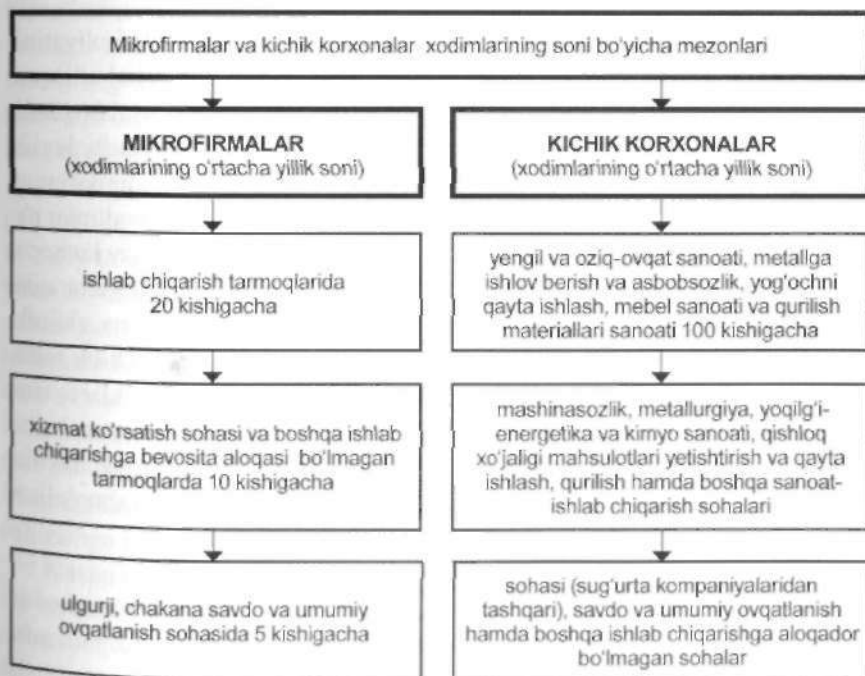 Mikrofirmalar va kichik korxonalar xodimlarining soni bo'yicha mezonlari
MIKROFIRMALAR
(xodimlarining o'rtacha yillik soni)
ishlab chiqarish tarmoqlarida
20 kishigacha
xizmat ko'rsatish sohasi va boshqa ishlab
chiqarishga bevosita aloqasi bo'lmagan
tarmoqlarda 10 kishigacha
ulgurji, chakana savdo va umumiy
ovqatlanish sohasida 5 kishigacha
KICHIK KORXONALAR
(xodimlarining o'rtacha yillik soni)
yengil va oziq-ovqat sanoati, metallga
ishlov berish va asbobsozlik, yog'ochni
qayta ishlash, mebel sanoati va qurilish
materiallari sanoati 100 kishigacha
mashinasozlik, metallurgiya, yoqilg'i-
energetika va kimyo sanoati, qishloq
xo'jaligi mahsulotlari yetishtirish va qayta
ishlash, qurilish hamda boshqa sanoat-
ishlab chiqarish sohalari
sohasi (sug'urta kompaniyalaridan
tashqari), savdo va umumiy ovqatlanish
hamda boshqa ishlab chiqarishga aloqador
bo'lmagan sohalar